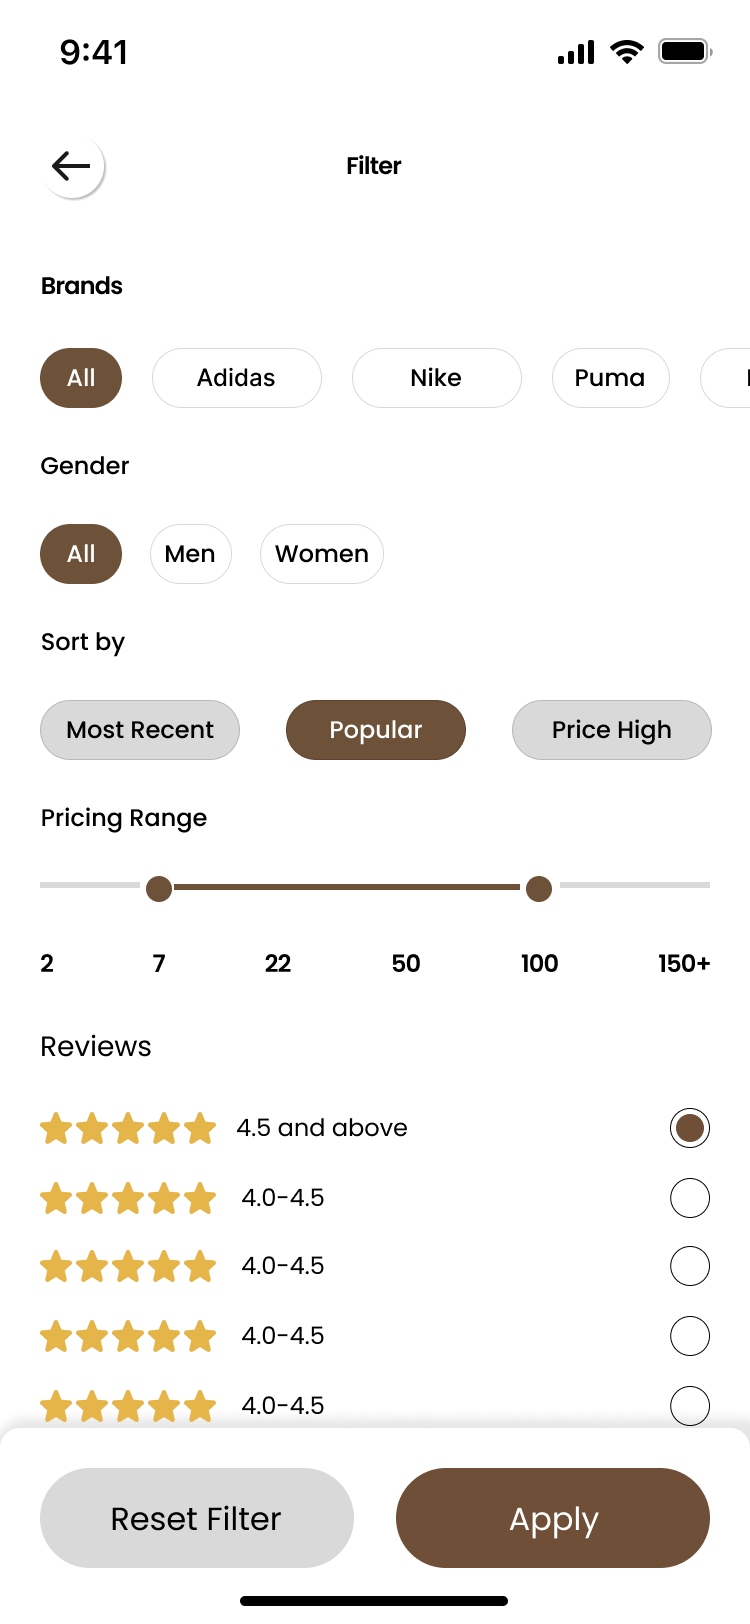 9:41
Filter
Brands
All Adidas Nike Puma
Gender
All Men Women
Sort by
Most Recent Popular Price High
Pricing Range
2 7 22 50 100 150+
Reviews
4.5 and above
4.0-4.5
4.0-4.5
4.0-4.5
4.0-4.5
Reset Filter Apply